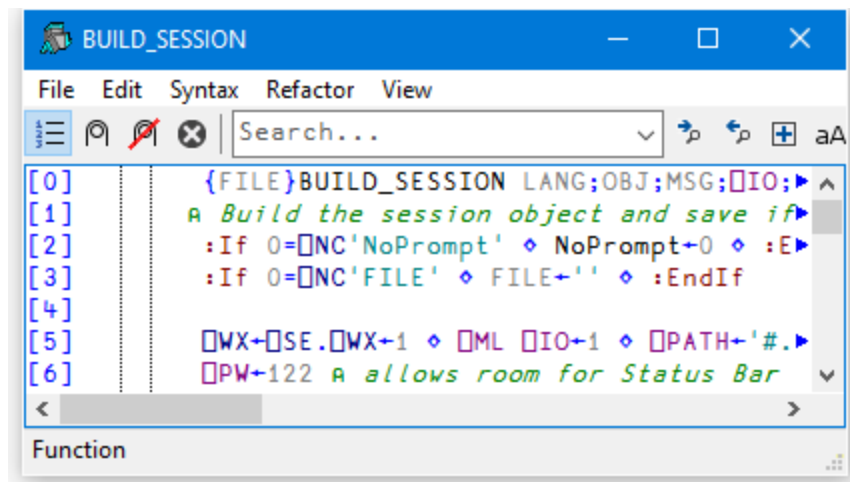 BUILD_SESSION
File Edit Syntax Refactor View
Search... aA
[0] {FILE}BUILD_SESSION LANG;OBJ;MSG;⎕IO;
[1] ⍝ Build the session object and save if
[2] :If 0=⎕NC'NoPrompt' ⋄ NoPrompt←0 ⋄ :E
[3] :If 0=⎕NC'FILE' ⋄ FILE←'' ⋄ :EndIf
[4]
[5] ⎕WX←⎕SE.⎕WX←1 ⋄ ⎕ML ⎕IO←1 ⋄ ⎕PATH←'#.
[6] ⎕PW←122 ⍝ allows room for Status Bar
Function